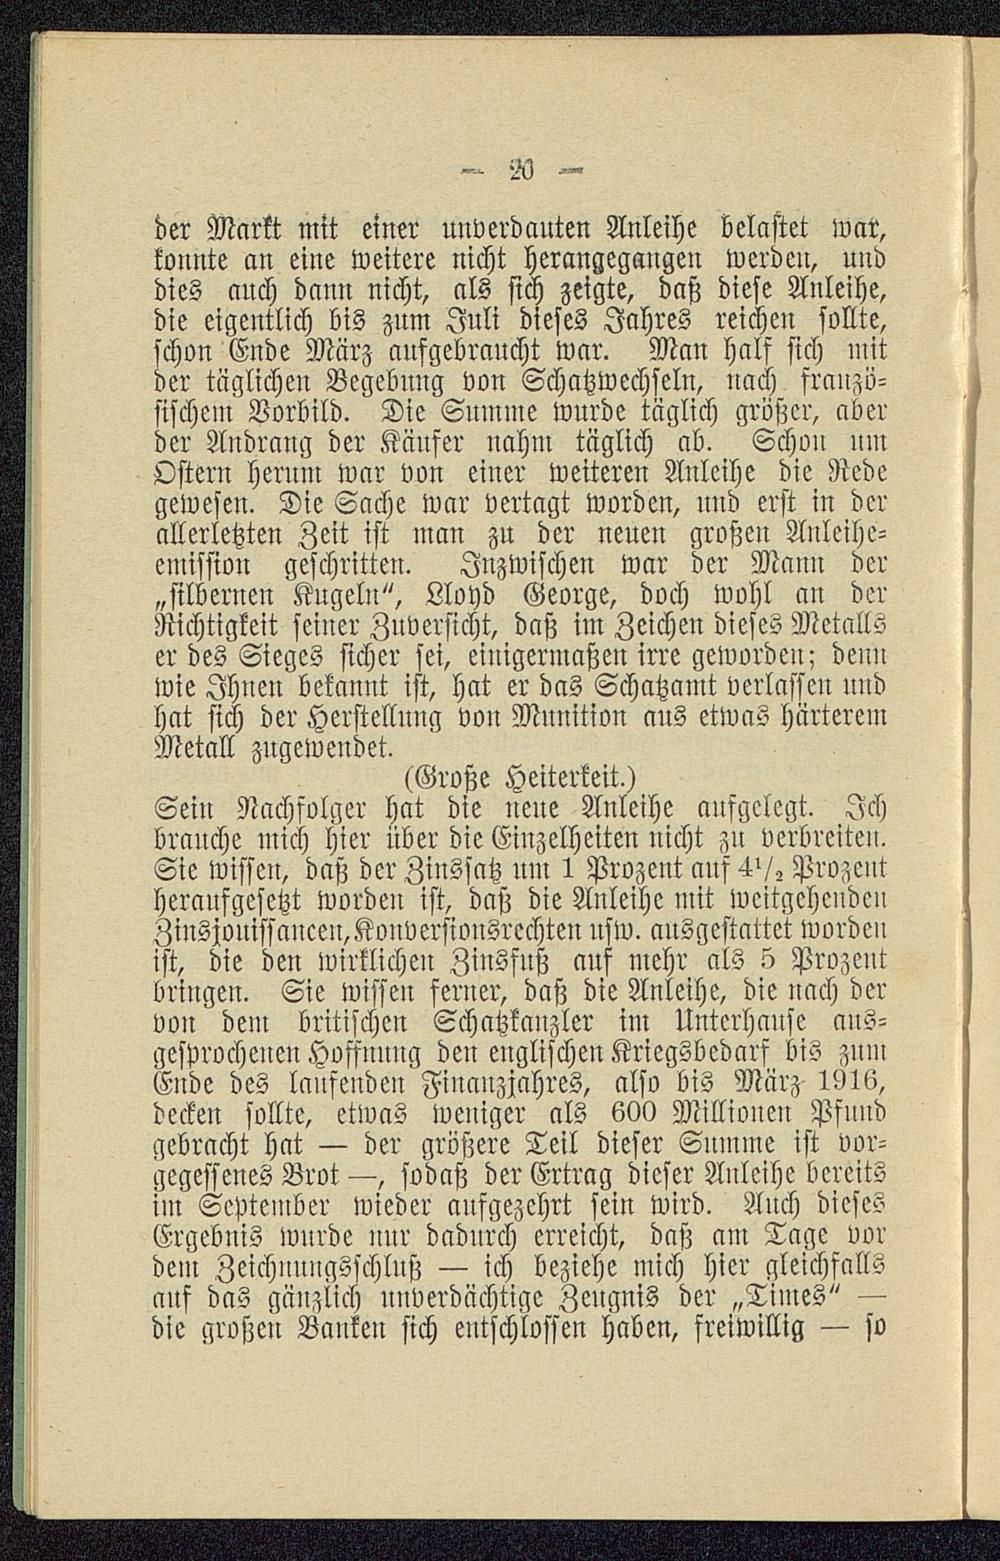 — 20 —
der Markt mit einer unverdauten Anleihe belastet war,
konnte an eine weitere nicht herangegangen werden, und
dies auch dann nicht, als sich zeigte, daß diese Anleihe,
die eigentlich bis zum Juli dieses Jahres reichen sollte,
schon Ende März aufgebraucht war. Man half sich mit
der täglichen Begebung von Schatzwechseln, nach franzö-
sischem Vorbild. Die Summe wurde täglich größer, aber
der Andrang der Käufer nahm täglich ab. Schon um
Ostern herum war von einer weiteren Anleihe die Rede
gewesen. Die Sache war vertagt worden, und erst in der
allerletzten Zeit ist man zu der neuen großen Anleihe-
emission geschritten. Inzwischen war der Mann der
„silbernen Kugeln“, Lloyd George, doch wohl an der
Richtigkeit seiner Zuversicht, daß im Zeichen dieses Metalls
er des Sieges sicher sei, einigermaßen irre geworden; denn
wie Ihnen bekannt ist, hat er das Schatzamt verlassen und
hat sich der Herstellung von Munition aus etwas härterem
Metall zugewendet.
(Große Heiterkeit.)
Sein Nachfolger hat die neue Anleihe aufgelegt. Ich
brauche mich hier über die Einzelheiten nicht zu verbreiten.
Sie wissen, daß der Zinssatz um 1 Prozent auf 4¹/₂ Prozent
heraufgesetzt worden ist, daß die Anleihe mit weitgehenden
Zinsjouissancen, Konversionsrechten usw. ausgestattet worden
ist, die den wirklichen Zinsfuß auf mehr als 5 Prozent
bringen. Sie wissen ferner, daß die Anleihe, die nach der
von dem britischen Schatzkanzler im Unterhause aus-
gesprochenen Hoffnung den englischen Kriegsbedarf bis zum
Ende des laufenden Finanzjahres, also bis März 1916,
decken sollte, etwas weniger als 600 Millionen Pfund
gebracht hat — der größere Teil dieser Summe ist vor-
gegessenes Brot —, sodaß der Ertrag dieser Anleihe bereits
im September wieder aufgezehrt sein wird. Auch dieses
Ergebnis wurde nur dadurch erreicht, daß am Tage vor
dem Zeichnungsschluß — ich beziehe mich hier gleichfalls
auf das gänzlich unverdächtige Zeugnis der „Times“ —
die großen Banken sich entschlossen haben, freiwillig — so